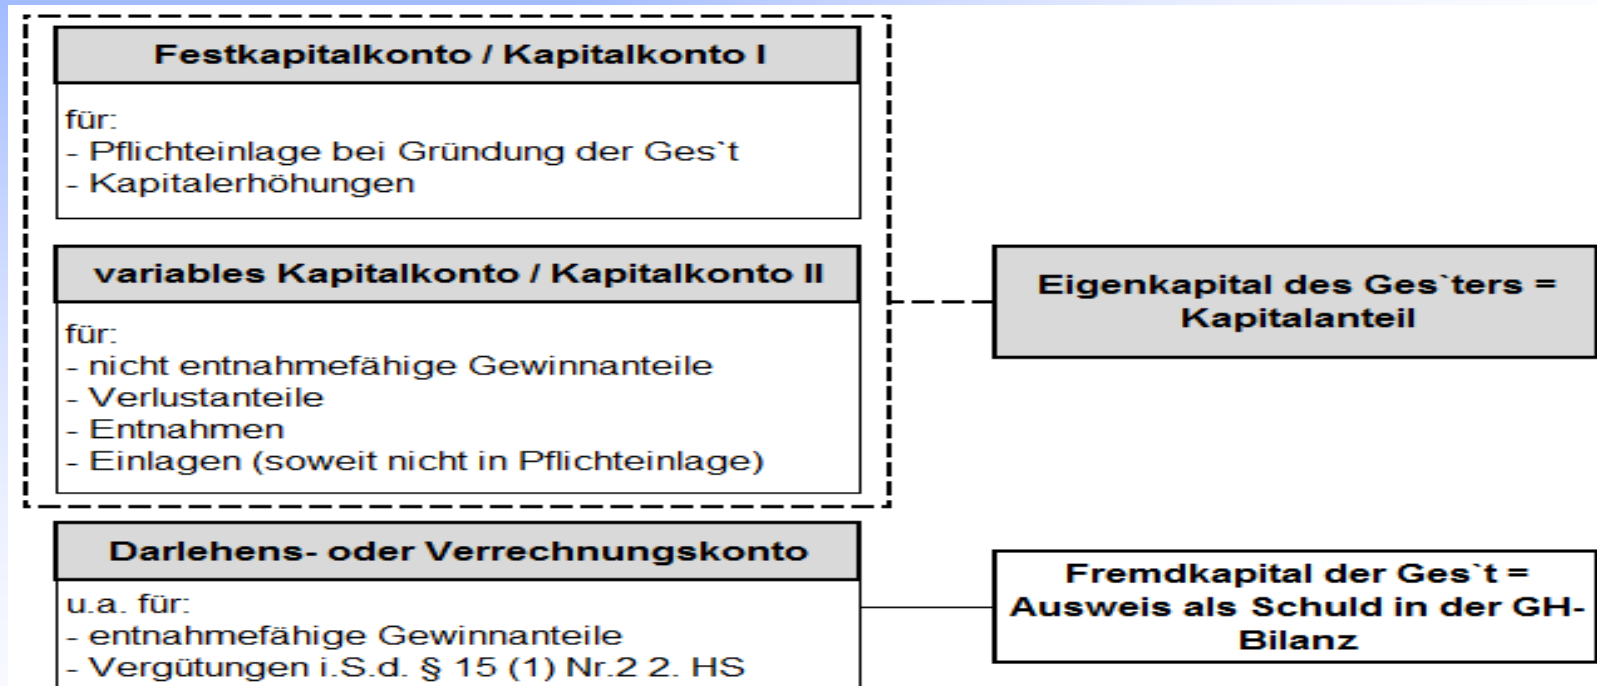 Festkapitalkonto / Kapitalkonto I
für:
- Pflichteinlage bei Gründung der Ges`t
- Kapitalerhöhungen
variables Kapitalkonto / Kapitalkonto II
für:
- nicht entnahmefähige Gewinnanteile
- Verlustanteile
- Entnahmen
- Einlagen (soweit nicht in Pflichteinlage)
Eigenkapital des Ges`ters =
Kapitalanteil
Darlehens- oder Verrechnungskonto
u.a. für:
- entnahmefähige Gewinnanteile
- Vergütungen i.S.d. § 15 (1) Nr.2 2. HS
Fremdkapital der Ges`t =
Ausweis als Schuld in der GH-
Bilanz